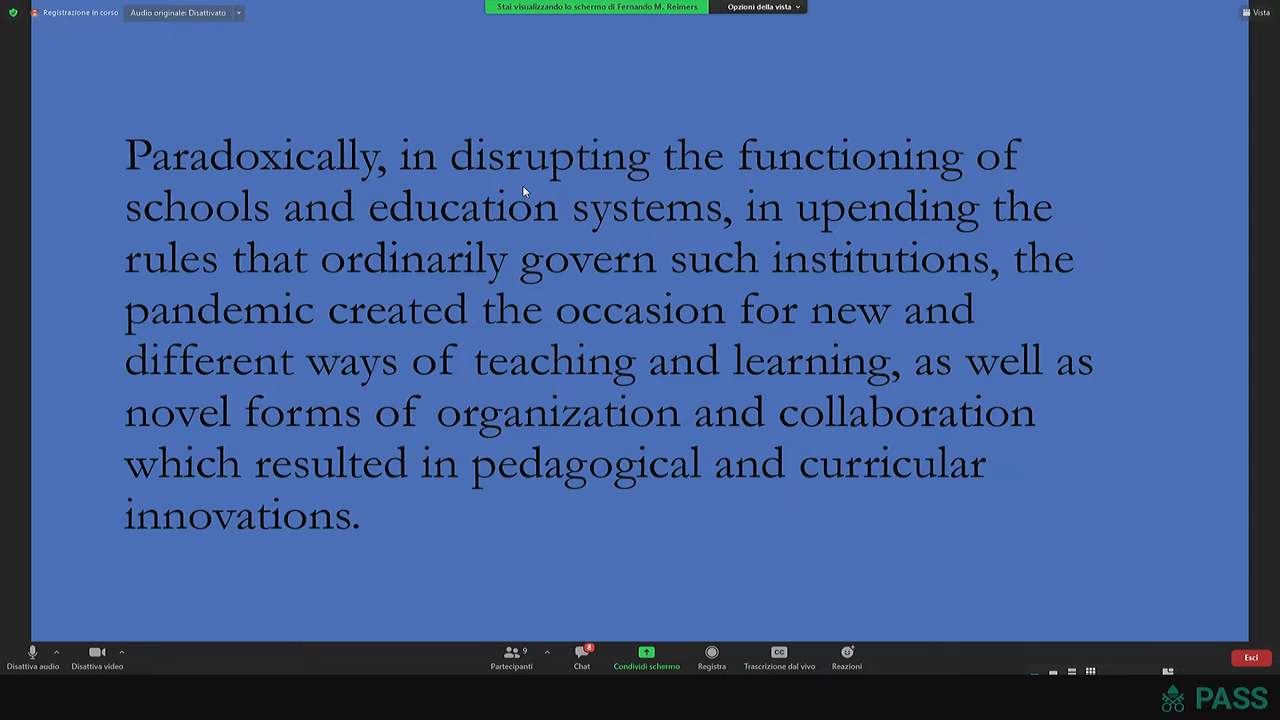 Registrazione in corso
Audio originale: Disattivato
Stai visualizzando lo schermo di Fernando M. Reimers
Opzioni della vista
Vista
Paradoxically, in disrupting the functioning of
schools and education systems, in upending the
rules that ordinarily govern such institutions, the
pandemic created the occasion for new and
different ways of teaching and learning, as well as
novel forms of organization and collaboration
which resulted in pedagogical and curricular
innovations.
Disattiva audio
Disattiva video
Partecipanti
9
Chat
8
Condividi schermo
Registra
CC
Trascrizione dal vivo
Reazioni
Esci
PASS